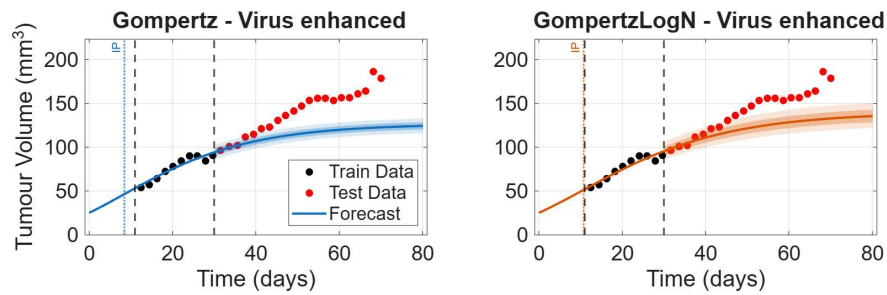 Gompertz - Virus enhanced
Tumour Volume (mm³)
200
150
100
50
0
IP
Train Data
Test Data
Forecast
0 20 40 60 80
Time (days)
GompertzLogN - Virus enhanced
200
150
100
50
0
IP
0 20 40 60 80
Time (days)